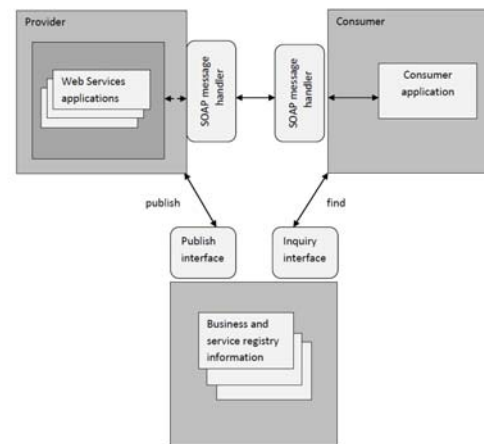 Provider
Consumer
Web Services
applications
SOAP message
handler
SOAP message
handler
Consumer
application
publish
find
Publish
interface
Inquiry
interface
Business and
service registry
information